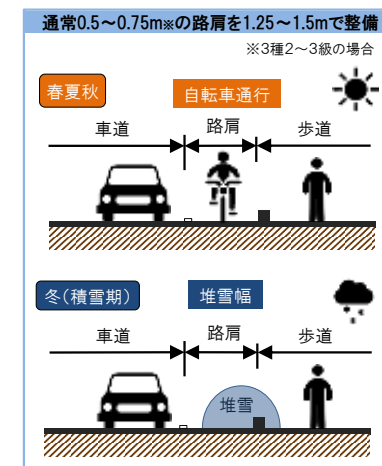 通常0.5～0.75m※の路肩を1.25～1.5mで整備
※3種2～3級の場合
春夏秋
自転車通行
車道 路肩 歩道
冬（積雪期）
堆雪幅
車道 路肩 歩道
堆雪